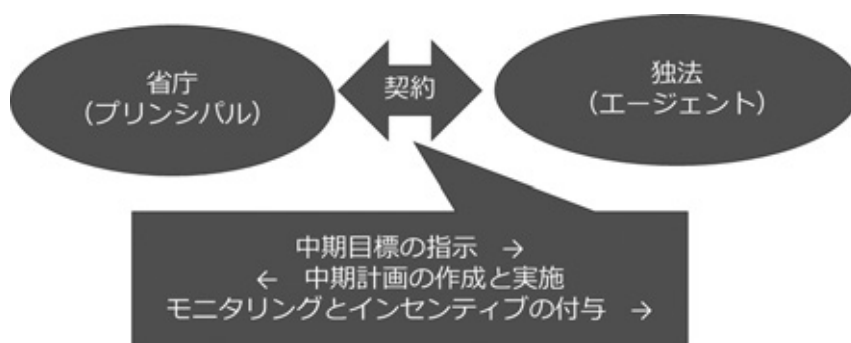 省庁
（プリンシパル）
契約
独法
（エージェント）
中期目標の指示　→
←　中期計画の作成と実施
モニタリングとインセンティブの付与　→